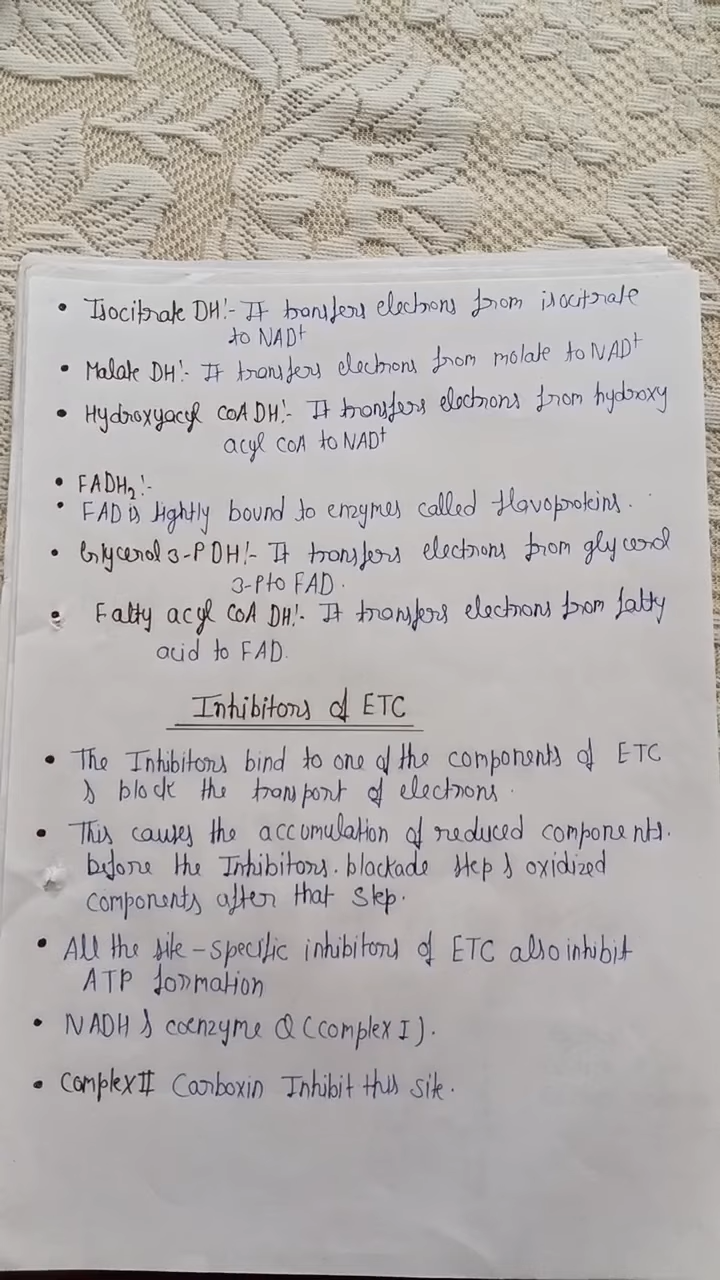 • Isocitrate DH:- It transfers electrons from isocitrate
to NAD+
• Malate DH:- It transfers electrons from malate to NAD+
• Hydroxyacyl CoA DH:- It transfers electrons from hydroxy
acyl CoA to NAD+
• FADH₂:-
• FAD is tightly bound to enzymes called flavoproteins.
• Glycerol 3-P DH:- It transfers electrons from glycerol
3-P to FAD.
• Fatty acyl CoA DH:- It transfers electrons from fatty
acid to FAD.
Inhibitors of ETC
• The Inhibitors bind to one of the components of ETC
& block the transport of electrons.
• This causes the accumulation of reduced components.
before the Inhibitors. blockade step & oxidized
components after that step.
• All the site-specific inhibitors of ETC also inhibit
ATP formation
• NADH & coenzyme Q (complex I).
• Complex II Carboxin Inhibit this site.